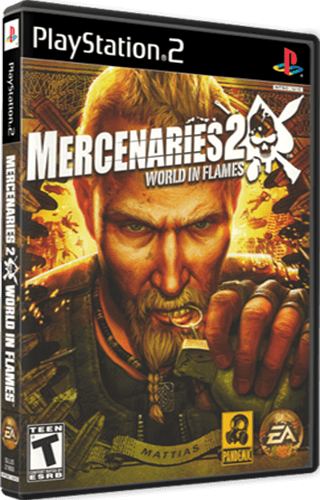 PlayStation 2
PlayStation.2
MERCENARIES 2
WORLD IN FLAMES
MERCENARIES 2 WORLD IN FLAMES
MATTIAS
TEEN
T
ESRB
PANDEMIC
EA
EA